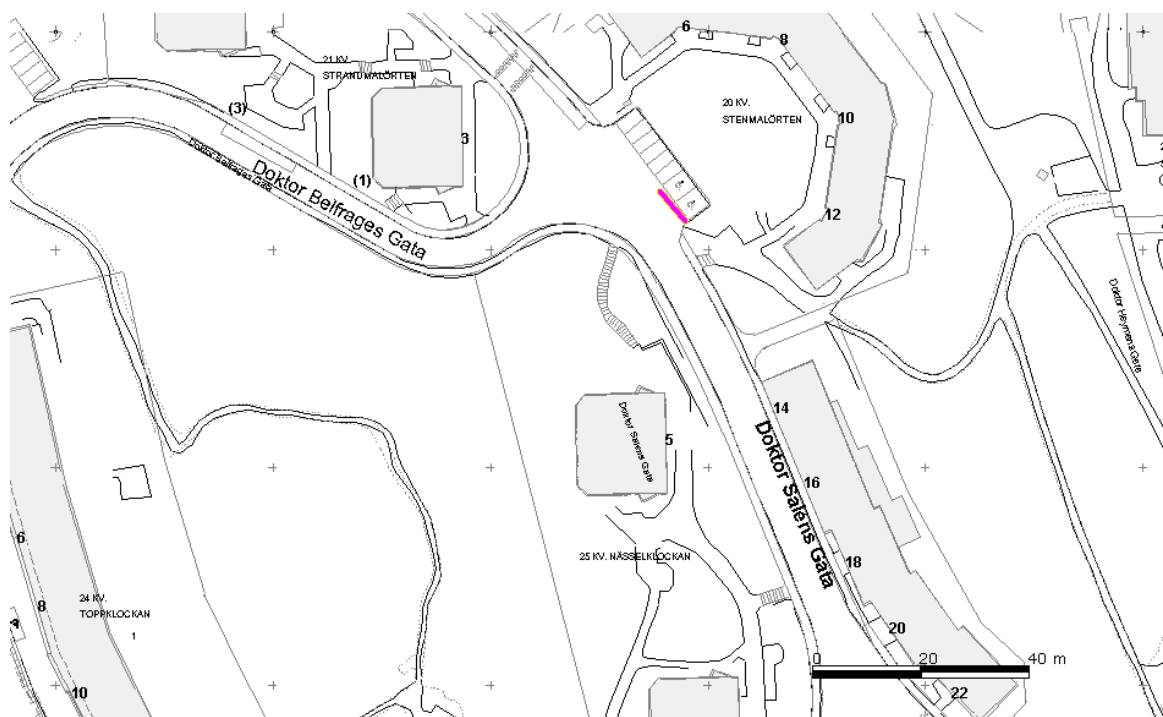 6
8
21 KV.
STRANDMALÖRTEN
20 KV.
STENMALÖRTEN
(3)
3
10
Doktor Belfrages Gata
Doktor Belfrages Gata
(1)
12
Doktor Heymans Gata
14
Doktor Saléns Gata
5
Doktor Saléns Gata
16
6
25 KV. NÄSSELKLOCKAN
18
24 KV.
8
TOPPKLOCKAN
1
20
0 20 40 m
10
22